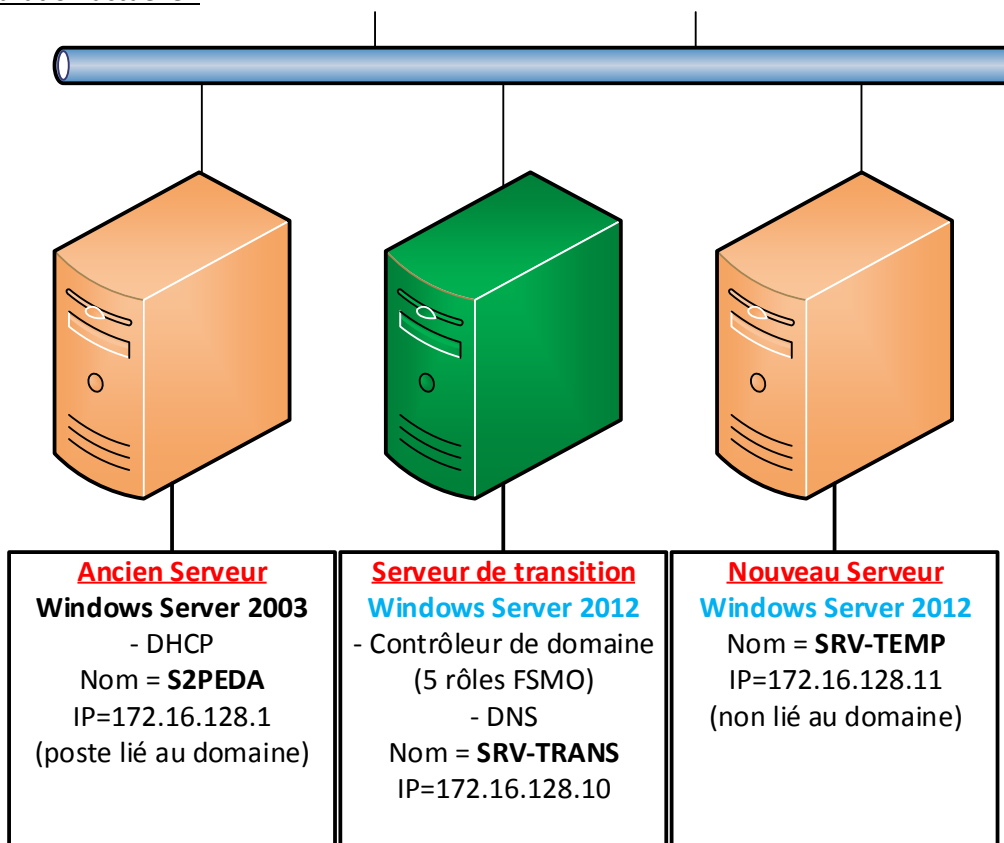 Ancien Serveur
Windows Server 2003
- DHCP
Nom = S2PEDA
IP=172.16.128.1
(poste lié au domaine)
Serveur de transition
Windows Server 2012
- Contrôleur de domaine
(5 rôles FSMO)
- DNS
Nom = SRV-TRANS
IP=172.16.128.10
Nouveau Serveur
Windows Server 2012
Nom = SRV-TEMP
IP=172.16.128.11
(non lié au domaine)